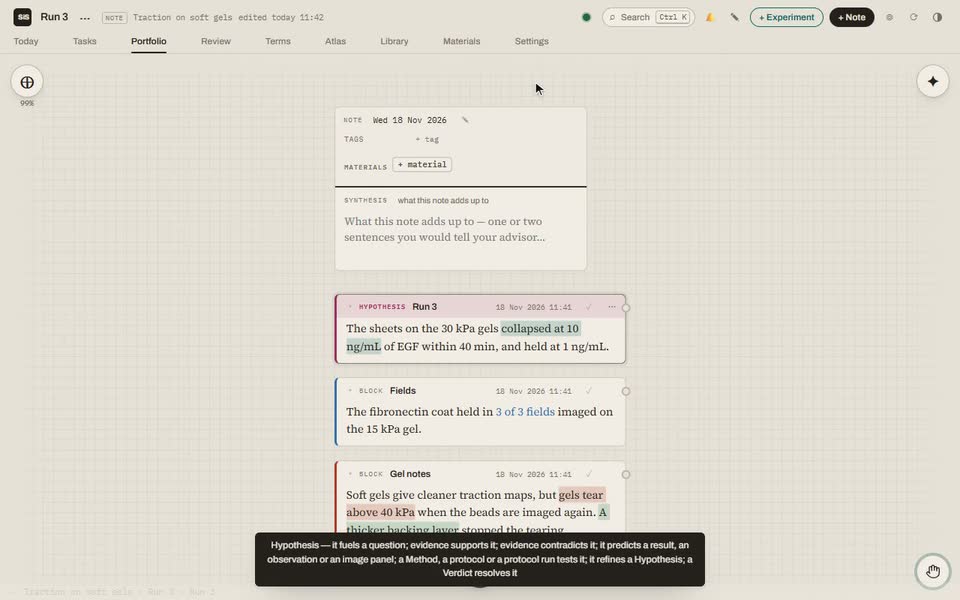 SIS Run 3 ... NOTE Traction on soft gels edited today 11:42 Search Ctrl K + Experiment + Note
Today Tasks Portfolio Review Terms Atlas Library Materials Settings
99%
NOTE Wed 18 Nov 2026
TAGS + tag
MATERIALS + material
SYNTHESIS what this note adds up to
What this note adds up to — one or two
sentences you would tell your advisor...
HYPOTHESIS Run 3 18 Nov 2026 11:41 ✓ ...
The sheets on the 30 kPa gels collapsed at 10
ng/mL of EGF within 40 min, and held at 1 ng/mL.
BLOCK Fields 18 Nov 2026 11:41 ✓
The fibronectin coat held in 3 of 3 fields imaged on
the 15 kPa gel.
BLOCK Gel notes 18 Nov 2026 11:41 ✓
Soft gels give cleaner traction maps, but gels tear
above 40 kPa when the beads are imaged again. A
thicker backing layer stopped the tearing
Hypothesis — it fuels a question; evidence supports it; evidence contradicts it; it predicts a result, an
observation or an image panel; a Method, a protocol or a protocol run tests it; it refines a Hypothesis; a
Verdict resolves it
Traction on soft gels · Run 3 · Run 3